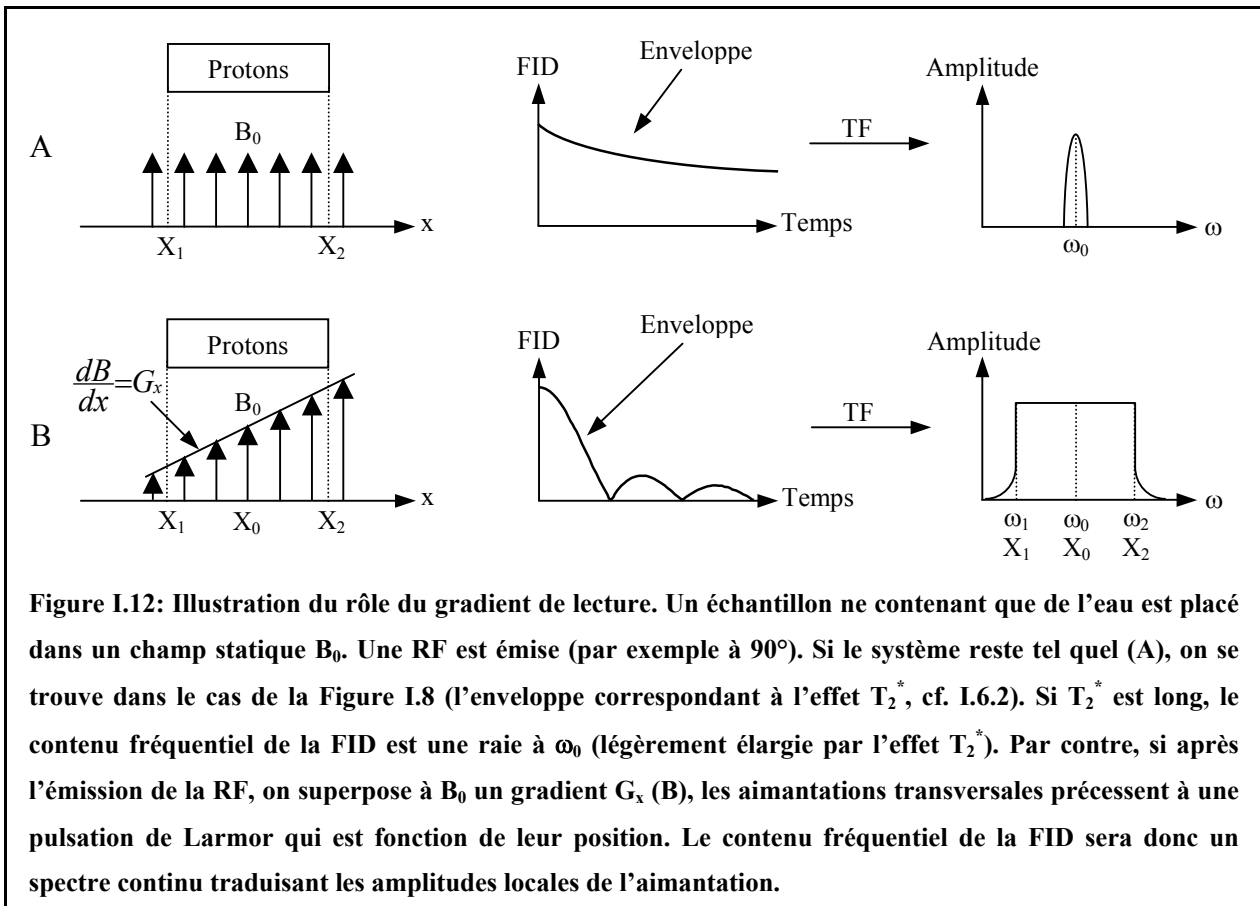 Protons
FID
Enveloppe
Amplitude
A
B₀
TF
x
X₁
X₂
Temps
ω₀
ω
Protons
dB/dx=Gₓ
FID
Enveloppe
Amplitude
B
B₀
TF
x
X₁
X₀
X₂
Temps
ω
ω₁
ω₀
ω₂
X₁
X₀
X₂
Figure I.12: Illustration du rôle du gradient de lecture. Un échantillon ne contenant que de l’eau est placé
dans un champ statique B₀. Une RF est émise (par exemple à 90°). Si le système reste tel quel (A), on se
trouve dans le cas de la Figure I.8 (l’enveloppe correspondant à l’effet T₂*, cf. I.6.2). Si T₂* est long, le
contenu fréquentiel de la FID est une raie à ω₀ (légèrement élargie par l’effet T₂*). Par contre, si après
l’émission de la RF, on superpose à B₀ un gradient Gₓ (B), les aimantations transversales précessent à une
pulsation de Larmor qui est fonction de leur position. Le contenu fréquentiel de la FID sera donc un
spectre continu traduisant les amplitudes locales de l’aimantation.